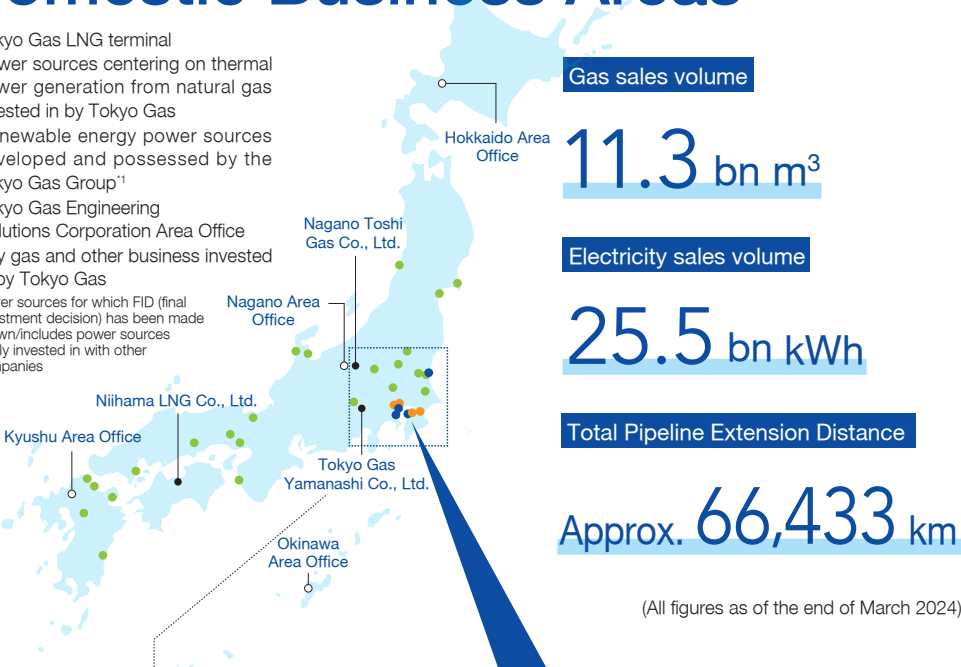 Domestic Business Areas
kyo Gas LNG terminal
wer sources centering on thermal
wer generation from natural gas
ested in by Tokyo Gas
newable energy power sources
veloped and possessed by the
kyo Gas Group*1
kyo Gas Engineering
lutions Corporation Area Office
y gas and other business invested
by Tokyo Gas
er sources for which FID (final
estment decision) has been made
wn/includes power sources
ly invested in with other
mpanies
Hokkaido Area
Office
Nagano Toshi
Gas Co., Ltd.
Nagano Area
Office
Niihama LNG Co., Ltd.
Kyushu Area Office
Tokyo Gas
Yamanashi Co., Ltd.
Okinawa
Area Office
Gas sales volume
11.3 bn m³
Electricity sales volume
25.5 bn kWh
Total Pipeline Extension Distance
Approx. 66,433 km
(All figures as of the end of March 2024)